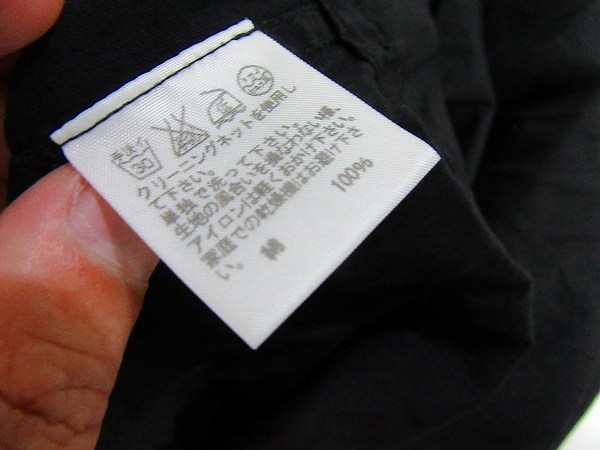 手洗イ
30
クリーニングネットを使用し
て下さい。
単独で洗って下さい。
生地の風合いを損なわない様、
アイロンは軽くおかけ下さい。
家庭での乾燥機はお避け下さ
い。
綿 100%